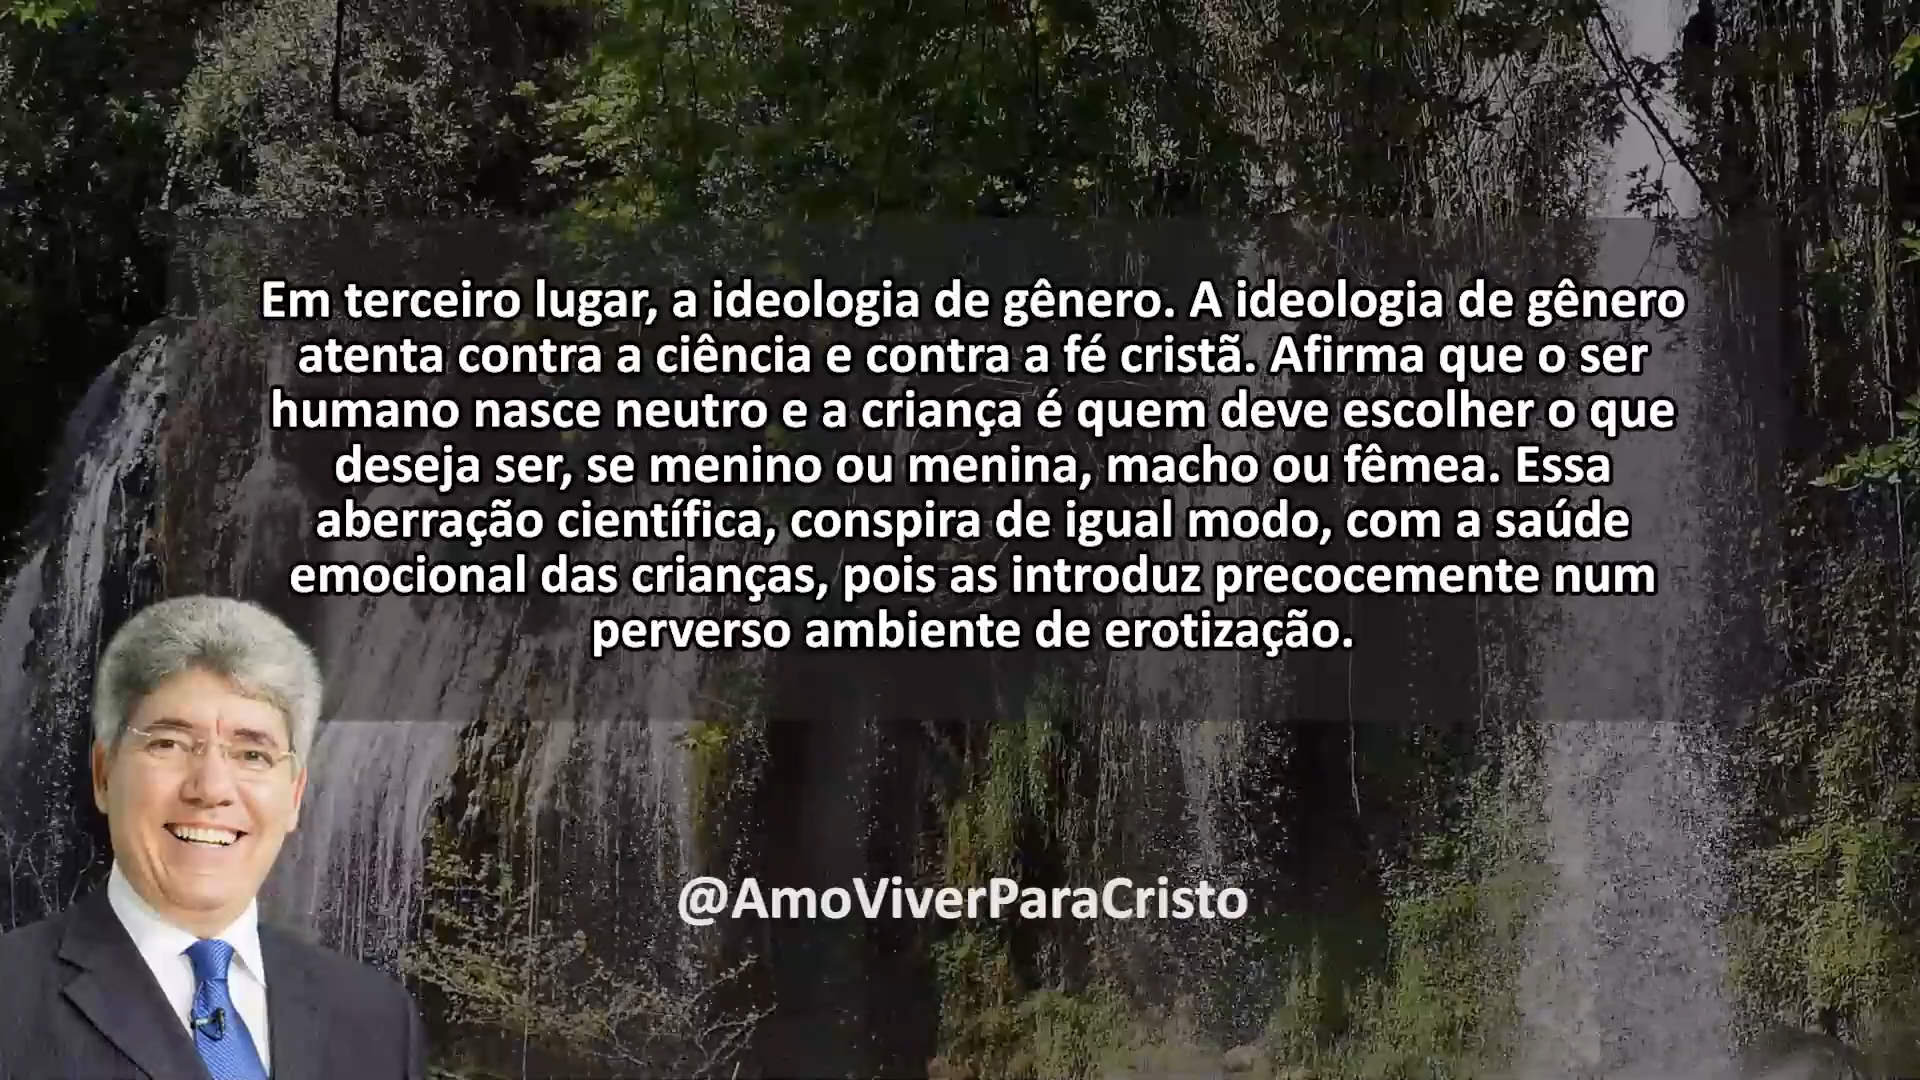 Em terceiro lugar, a ideologia de gênero. A ideologia de gênero
atenta contra a ciência e contra a fé cristã. Afirma que o ser
humano nasce neutro e a criança é quem deve escolher o que
deseja ser, se menino ou menina, macho ou fêmea. Essa
aberração científica, conspira de igual modo, com a saúde
emocional das crianças, pois as introduz precocemente num
perverso ambiente de erotização.
@AmoViverParaCristo